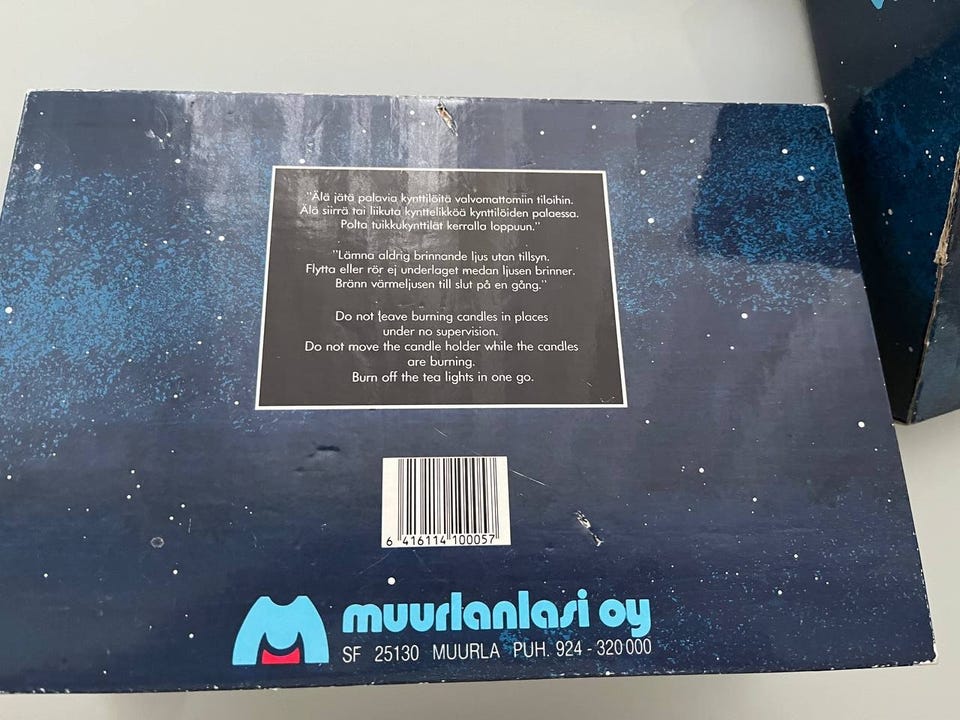 "Älä jätä palavia kynttilöitä valvomattomiin tiloihin.
Älä siirrä tai liikuta kynttelikköä kynttilöiden palaessa.
Polta tuikkukynttilät kerralla loppuun."
"Lämna aldrig brinnande ljus utan tillsyn.
Flytta eller rör ej underlaget medan ljusen brinner.
Bränn värmeljusen till slut på en gång."
Do not leave burning candles in places
under no supervision.
Do not move the candle holder while the candles
are burning.
Burn off the tea lights in one go.
6 416114 100057
muurlanlasi oy
SF 25130 MUURLA PUH. 924-320 000